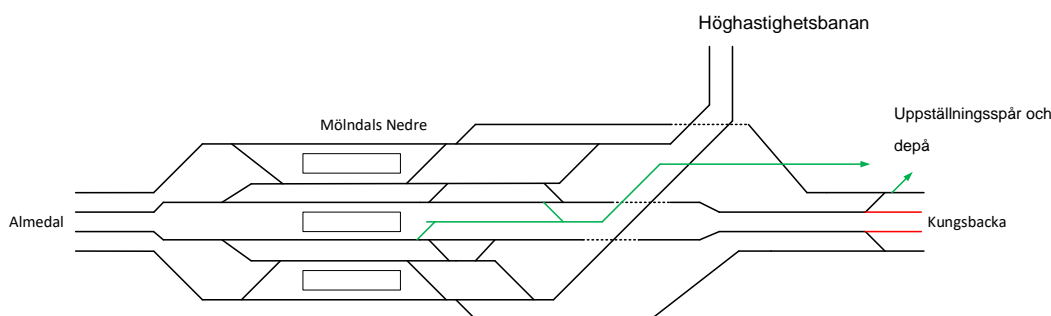 Höghastighetsbanan
Mölndals Nedre
Uppställningsspår och
depå
Almedal
Kungsbacka